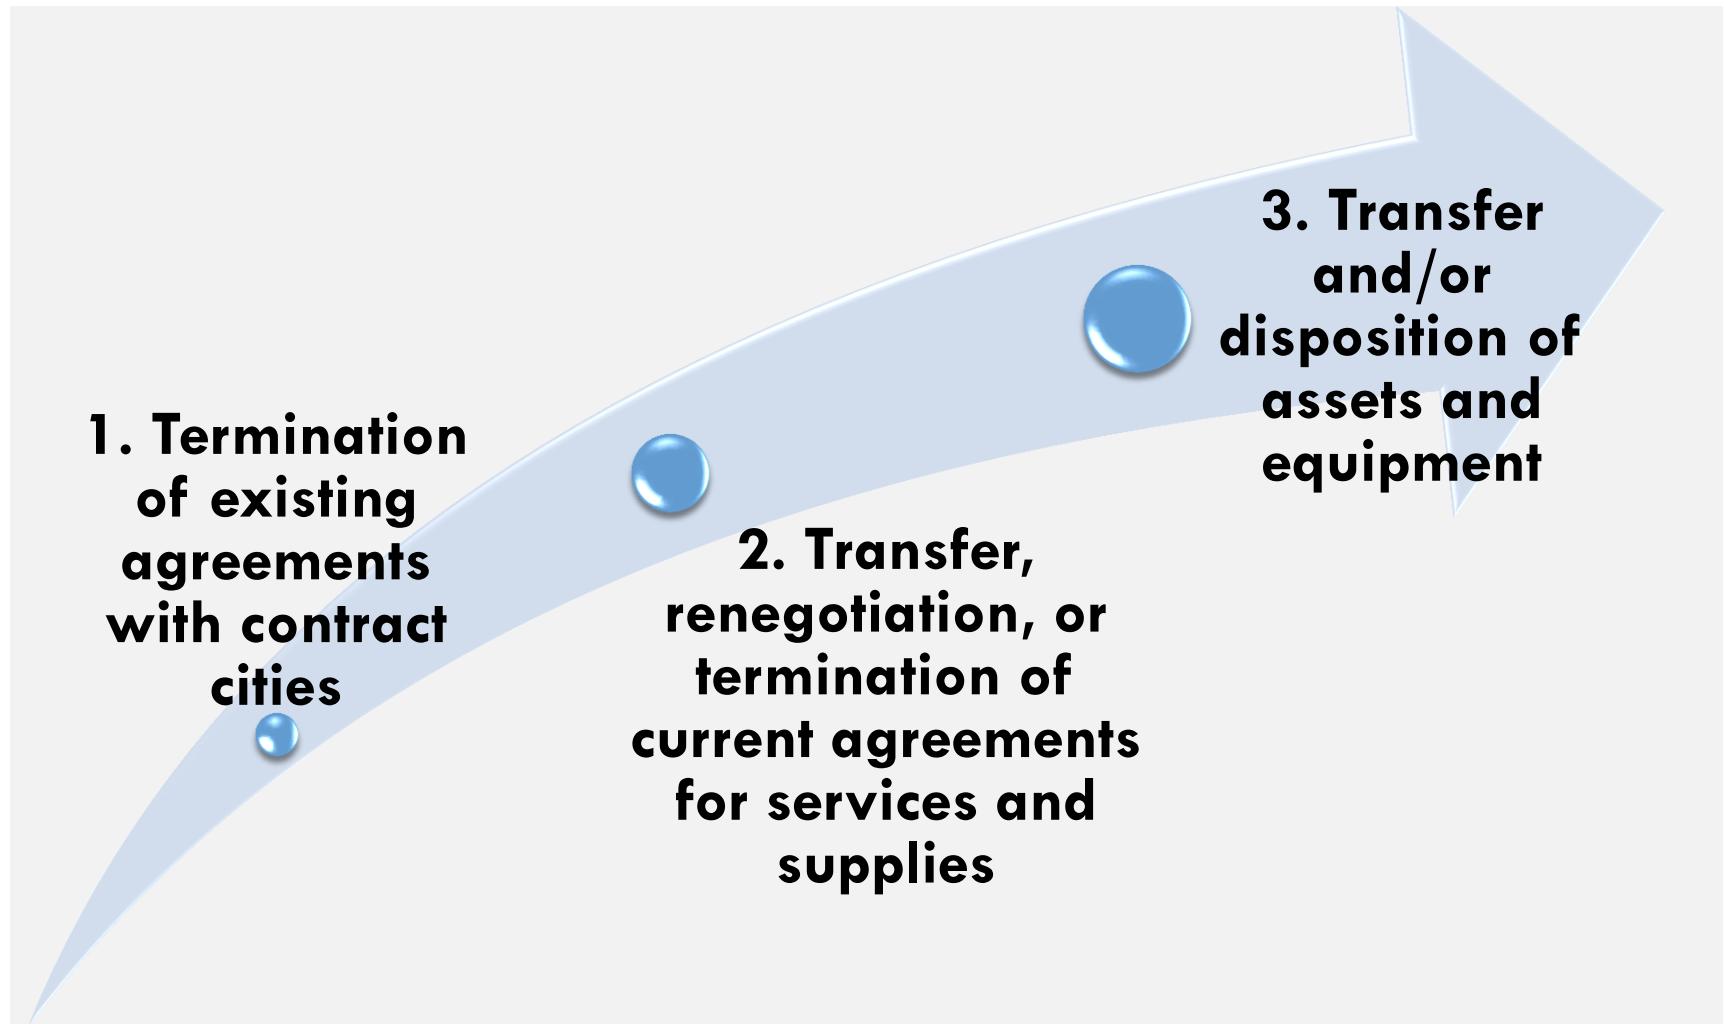 1. Termination
of existing
agreements
with contract
cities
2. Transfer,
renegotiation, or
termination of
current agreements
for services and
supplies
3. Transfer
and/or
disposition of
assets and
equipment